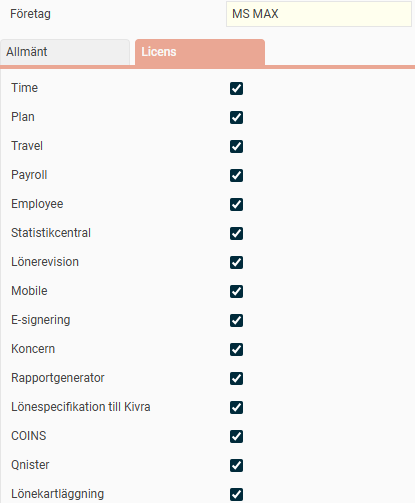 Företag MS MAX
Allmänt Licens
Time
Plan
Travel
Payroll
Employee
Statistikcentral
Lönerevision
Mobile
E-signering
Koncern
Rapportgenerator
Lönespecifikation till Kivra
COINS
Qnister
Lönekartläggning